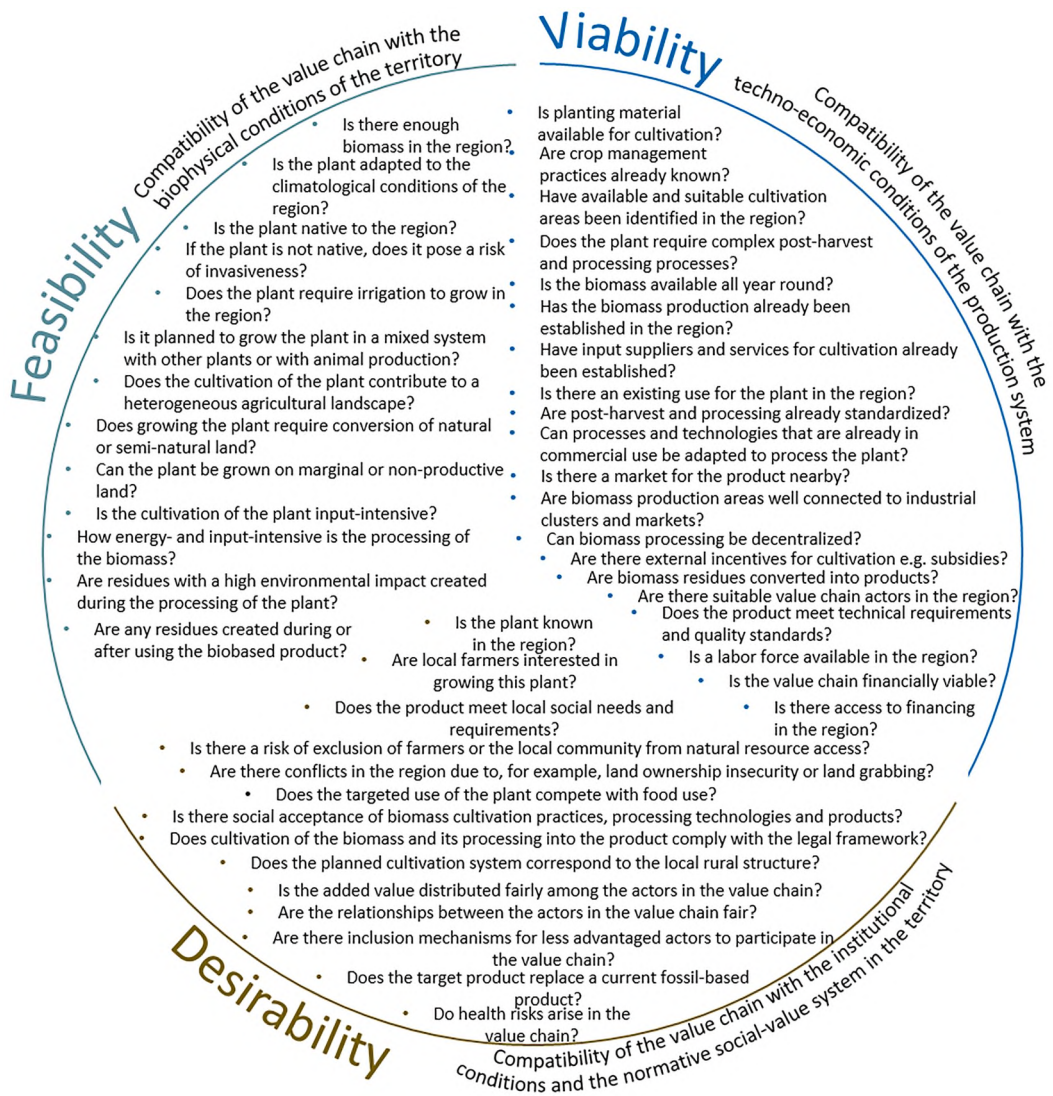 Feasibility
Compatibility of the value chain with the
biophysical conditions of the territory
• Is there enough
biomass in the region?
• Is the plant adapted to the
climatological conditions of the
region?
• Is the plant native to the region?
• If the plant is not native, does it pose a risk
of invasiveness?
• Does the plant require irrigation to grow in
the region?
• Is it planned to grow the plant in a mixed system
with other plants or with animal production?
• Does the cultivation of the plant contribute to a
heterogeneous agricultural landscape?
• Does growing the plant require conversion of natural
or semi-natural land?
• Can the plant be grown on marginal or non-productive
land?
• Is the cultivation of the plant input-intensive?
• How energy- and input-intensive is the processing of
the biomass?
• Are residues with a high environmental impact created
during the processing of the plant?
• Are any residues created during or
after using the biobased product?
Viability
Compatibility of the value chain with the
techno-economic conditions of the production system
• Is planting material
available for cultivation?
• Are crop management
practices already known?
• Have available and suitable cultivation
areas been identified in the region?
• Does the plant require complex post-harvest
and processing processes?
• Is the biomass available all year round?
• Has the biomass production already been
established in the region?
• Have input suppliers and services for cultivation already
been established?
• Is there an existing use for the plant in the region?
• Are post-harvest and processing already standardized?
• Can processes and technologies that are already in
commercial use be adapted to process the plant?
• Is there a market for the product nearby?
• Are biomass production areas well connected to industrial
clusters and markets?
• Can biomass processing be decentralized?
• Are there external incentives for cultivation e.g. subsidies?
• Are biomass residues converted into products?
• Are there suitable value chain actors in the region?
• Does the product meet technical requirements
and quality standards?
• Is a labor force available in the region?
• Is the value chain financially viable?
• Is there access to financing
in the region?
• Is the plant known
in the region?
• Are local farmers interested in
growing this plant?
• Does the product meet local social needs and
requirements?
• Is there a risk of exclusion of farmers or the local community from natural resource access?
• Are there conflicts in the region due to, for example, land ownership insecurity or land grabbing?
• Does the targeted use of the plant compete with food use?
• Is there social acceptance of biomass cultivation practices, processing technologies and products?
• Does cultivation of the biomass and its processing into the product comply with the legal framework?
• Does the planned cultivation system correspond to the local rural structure?
• Is the added value distributed fairly among the actors in the value chain?
• Are the relationships between the actors in the value chain fair?
• Are there inclusion mechanisms for less advantaged actors to participate in
the value chain?
• Does the target product replace a current fossil-based
product?
• Do health risks arise in the
value chain?
Desirability
Compatibility of the value chain with the institutional
conditions and the normative social-value system in the territory